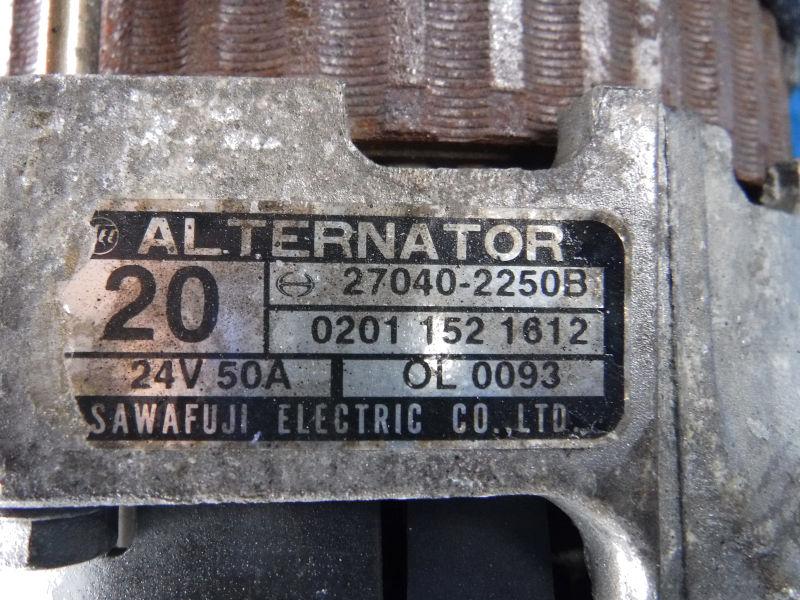 ALTERNATOR
20
27040-2250B
0201 152 1612
24V 50A
OL 0093
SAWAFUJI ELECTRIC CO.,LTD.